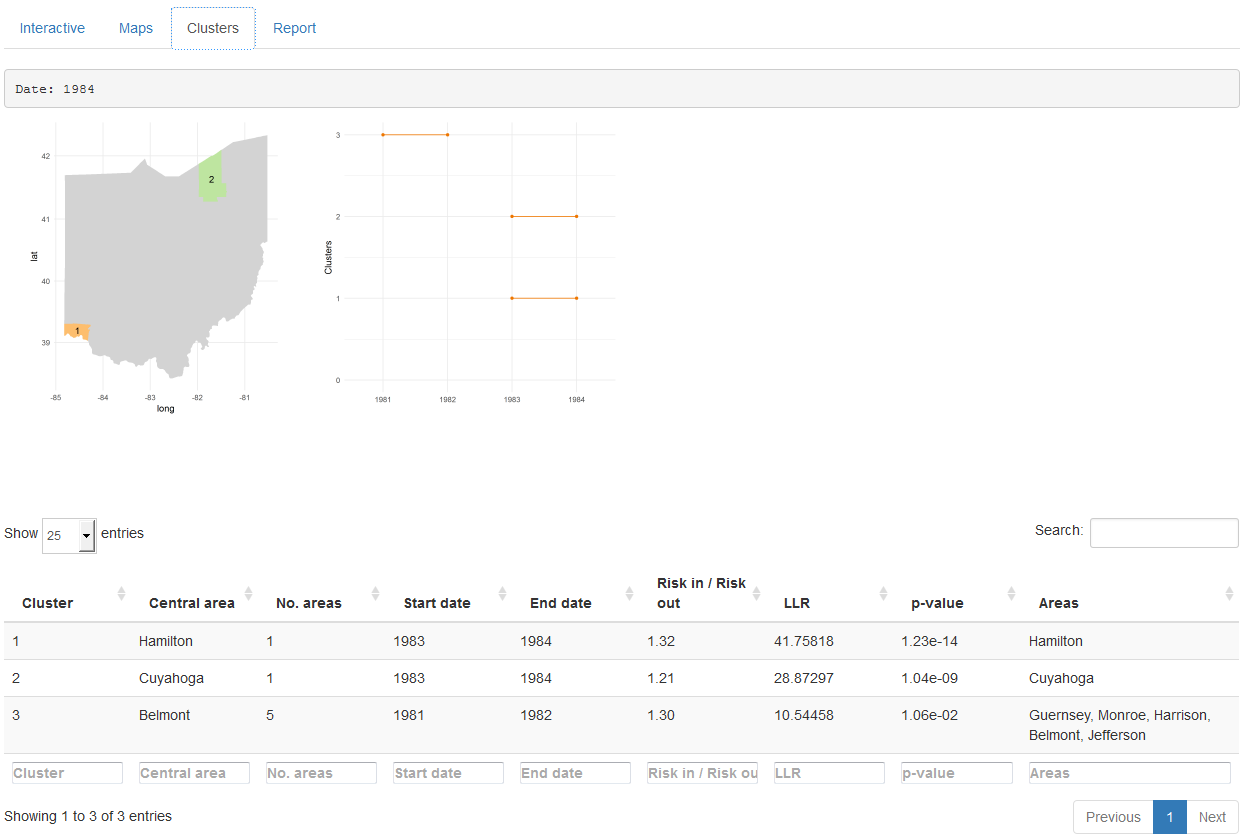 Interactive Maps Clusters Report
Date: 1984
42
41
40
39
lat
2
1
-85 -84 -83 -82 -81
long
3
2
1
0
Clusters
1981 1982 1983 1984
Show 25 entries
Search:
Cluster Central area No. areas Start date End date Risk in / Risk out LLR p-value Areas
1 Hamilton 1 1983 1984 1.32 41.75818 1.23e-14 Hamilton
2 Cuyahoga 1 1983 1984 1.21 28.87297 1.04e-09 Cuyahoga
3 Belmont 5 1981 1982 1.30 10.54458 1.06e-02 Guernsey, Monroe, Harrison,
Belmont, Jefferson
Cluster Central area No. areas Start date End date Risk in / Risk ou LLR p-value Areas
Showing 1 to 3 of 3 entries
Previous 1 Next